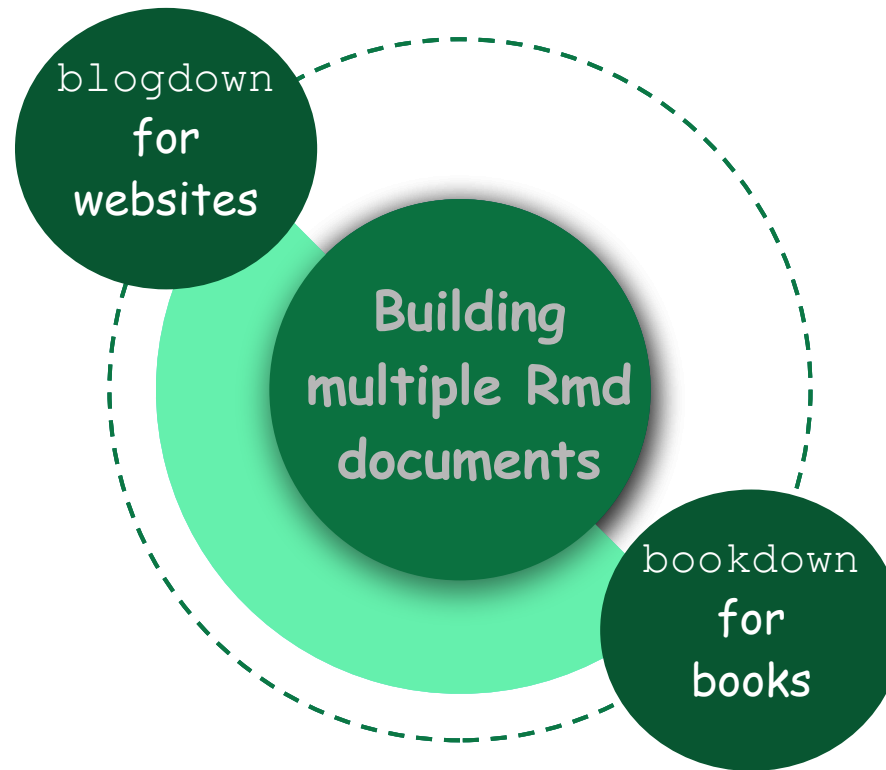 blogdown
for
websites
Building
multiple Rmd
documents
bookdown
for
books